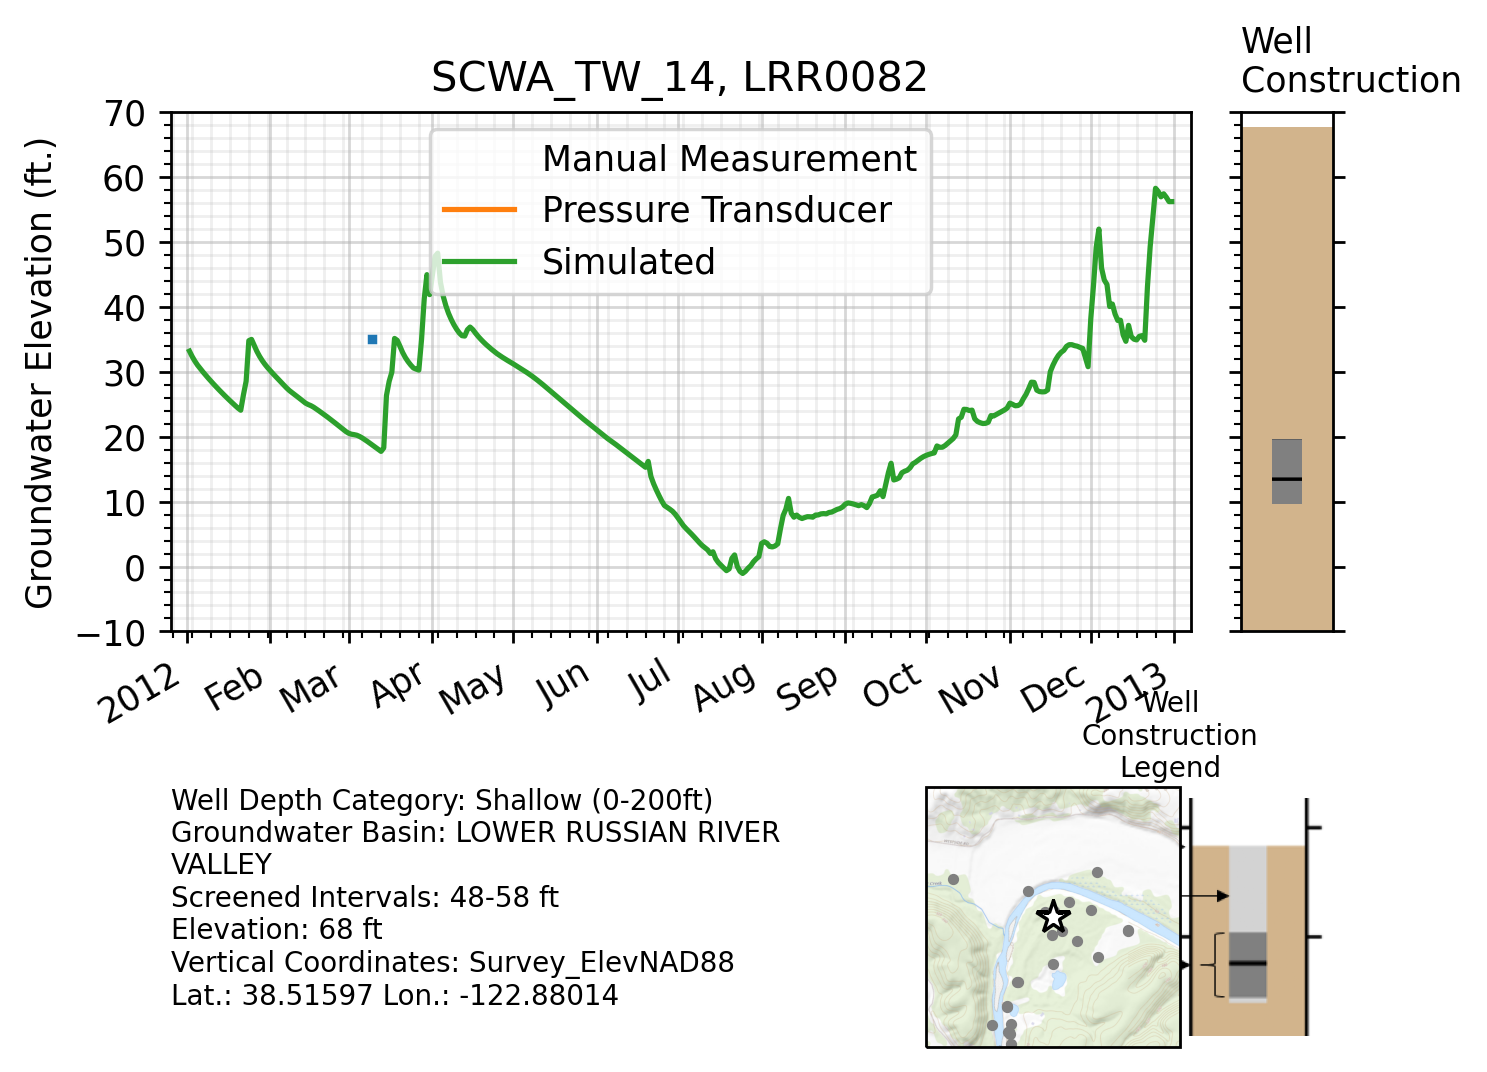 Well
Construction
SCWA_TW_14, LRR0082
70
60
50
40
30
20
10
0
−10
Groundwater Elevation (ft.)
Manual Measurement
Pressure Transducer
Simulated
2012
Feb
Mar
Apr
May
Jun
Jul
Aug
Sep
Oct
Nov
Dec
2013
Well
Construction
Legend
Well Depth Category: Shallow (0-200ft)
Groundwater Basin: LOWER RUSSIAN RIVER
VALLEY
Screened Intervals: 48-58 ft
Elevation: 68 ft
Vertical Coordinates: Survey_ElevNAD88
Lat.: 38.51597 Lon.: -122.88014